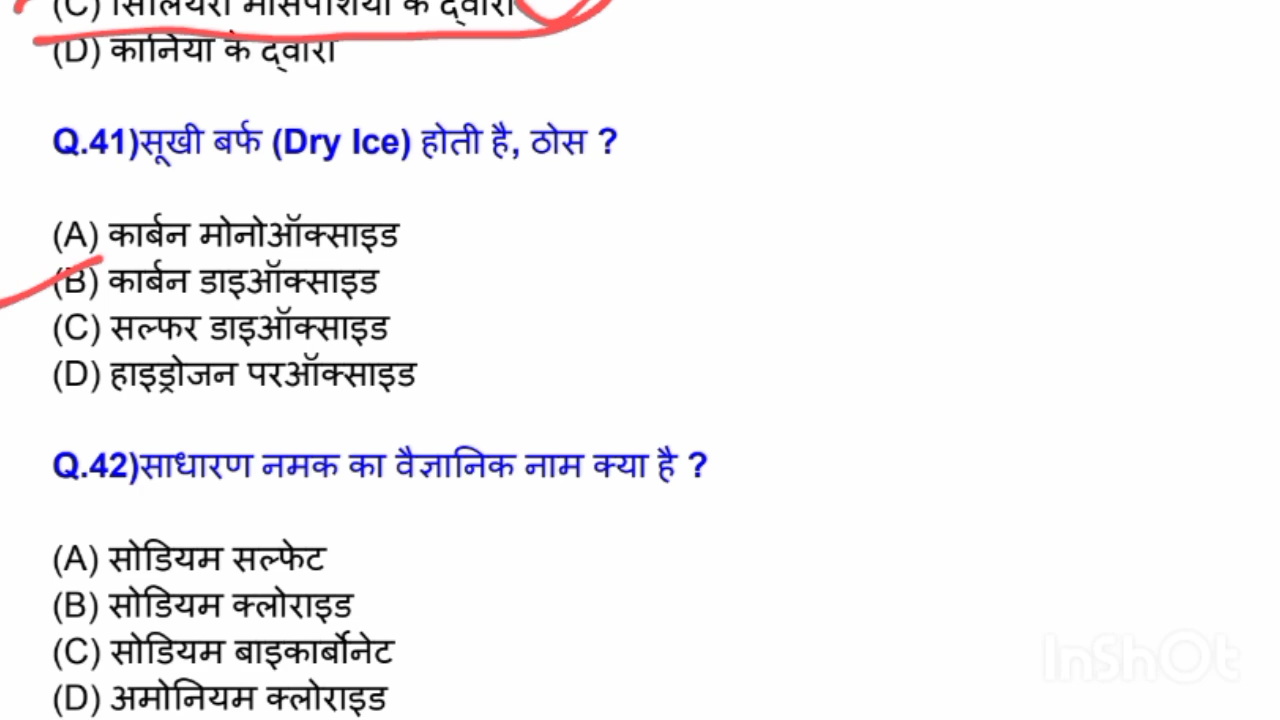 (C) सिलियरी मांसपेशियों के द्वारा
(D) कॉर्निया के द्वारा
Q.41)सूखी बर्फ (Dry Ice) होती है, ठोस ?
(A) कार्बन मोनोऑक्साइड
(B) कार्बन डाइऑक्साइड
(C) सल्फर डाइऑक्साइड
(D) हाइड्रोजन परऑक्साइड
Q.42)साधारण नमक का वैज्ञानिक नाम क्या है ?
(A) सोडियम सल्फेट
(B) सोडियम क्लोराइड
(C) सोडियम बाइकार्बोनेट
(D) अमोनियम क्लोराइड
InShOt